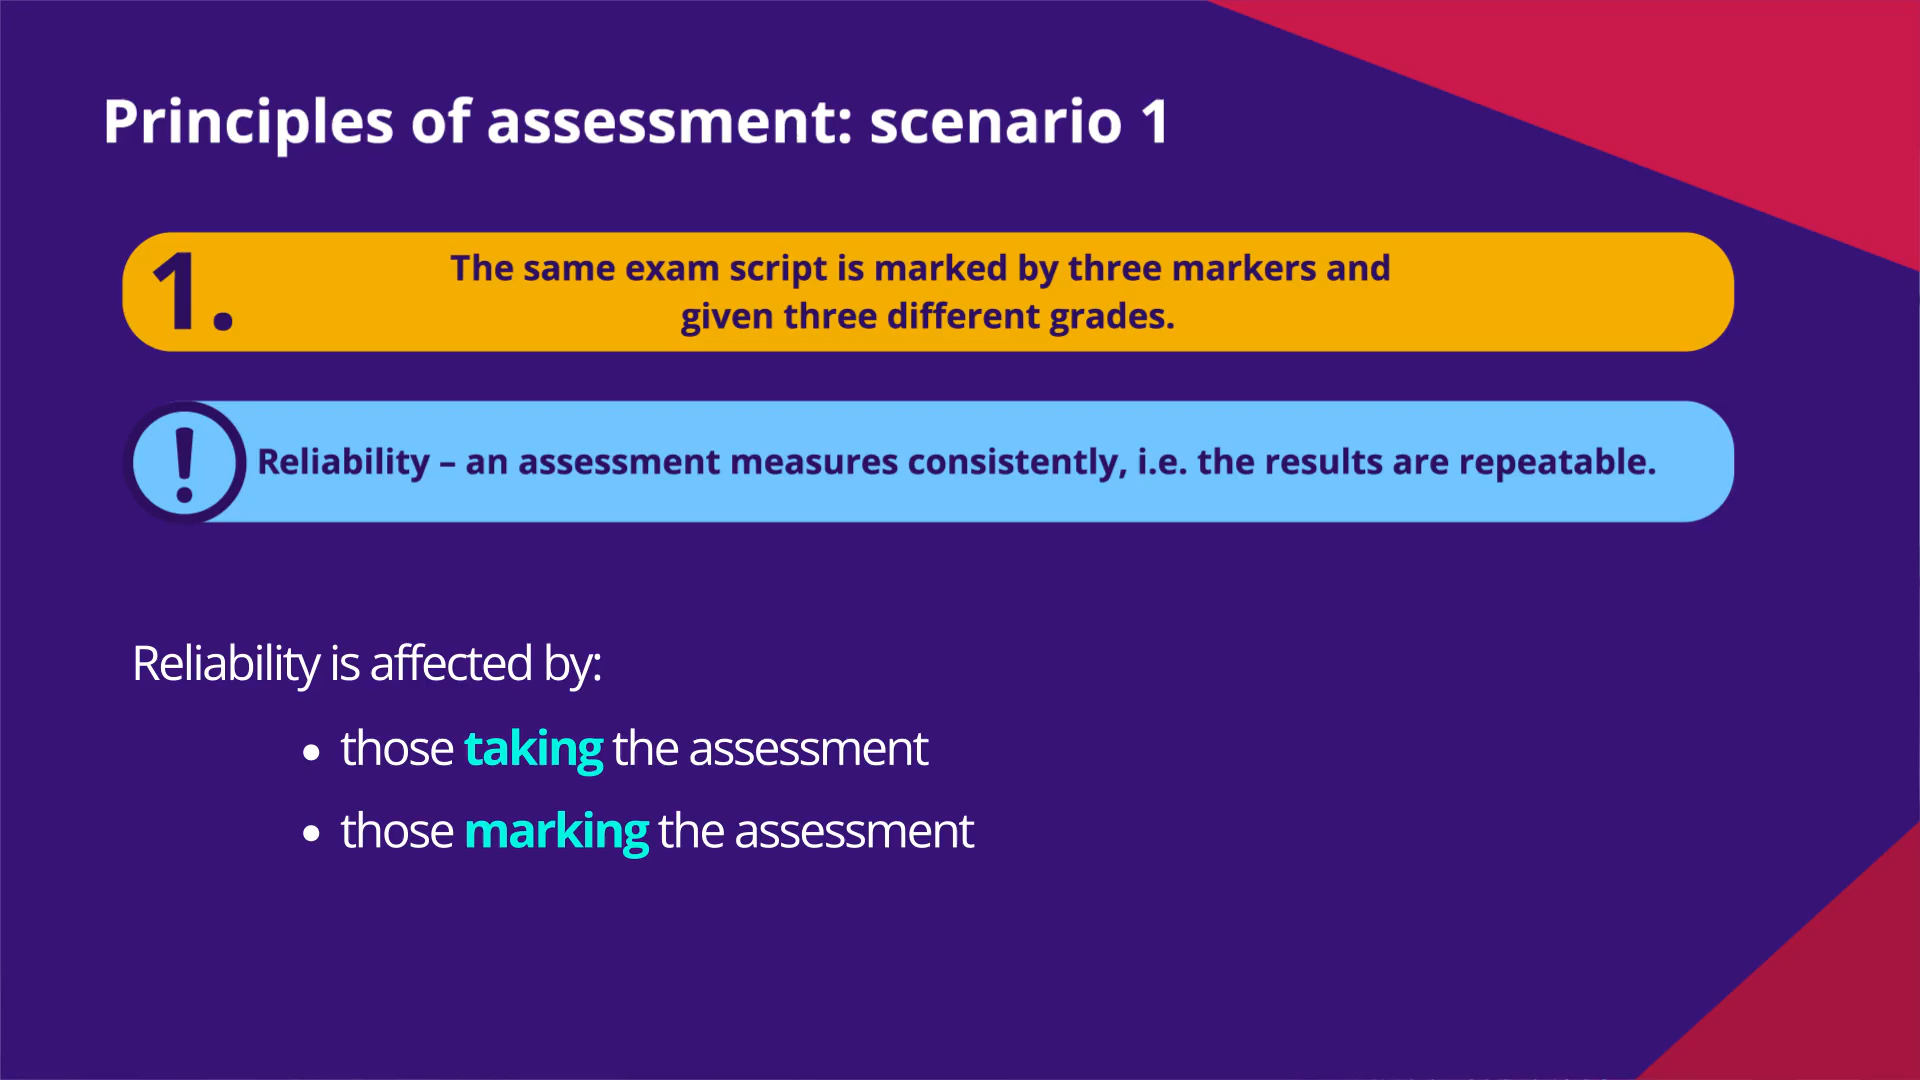 Principles of assessment: scenario 1
1.
The same exam script is marked by three markers and
given three different grades.
!
Reliability – an assessment measures consistently, i.e. the results are repeatable.
Reliability is affected by:
• those taking the assessment
• those marking the assessment